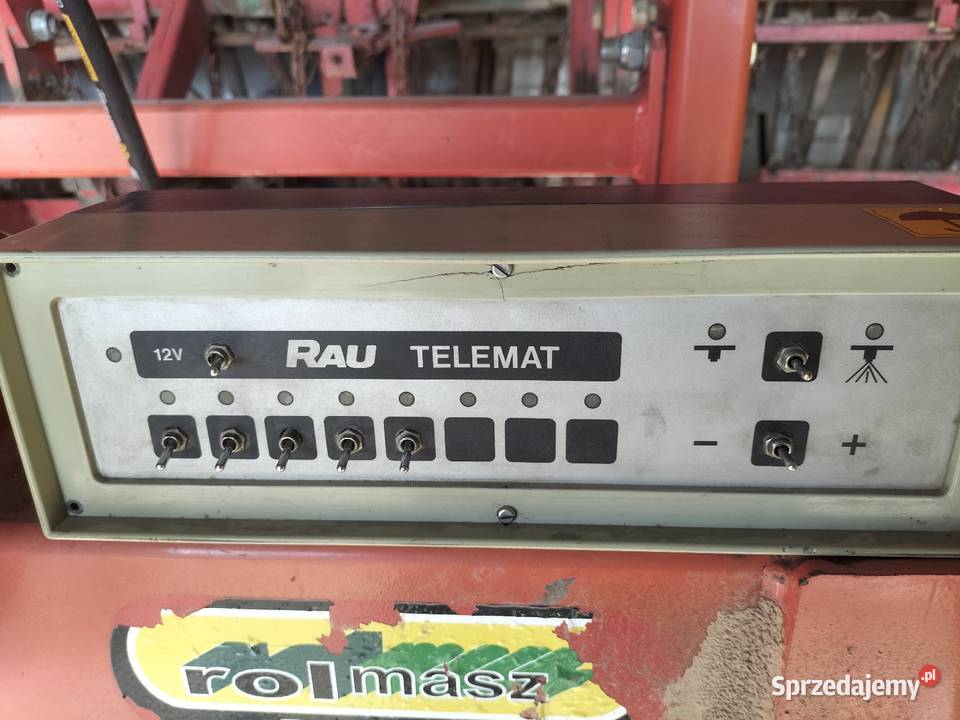 12V RAU TELEMAT
- +
rolmasz
Sprzedajemy.pl